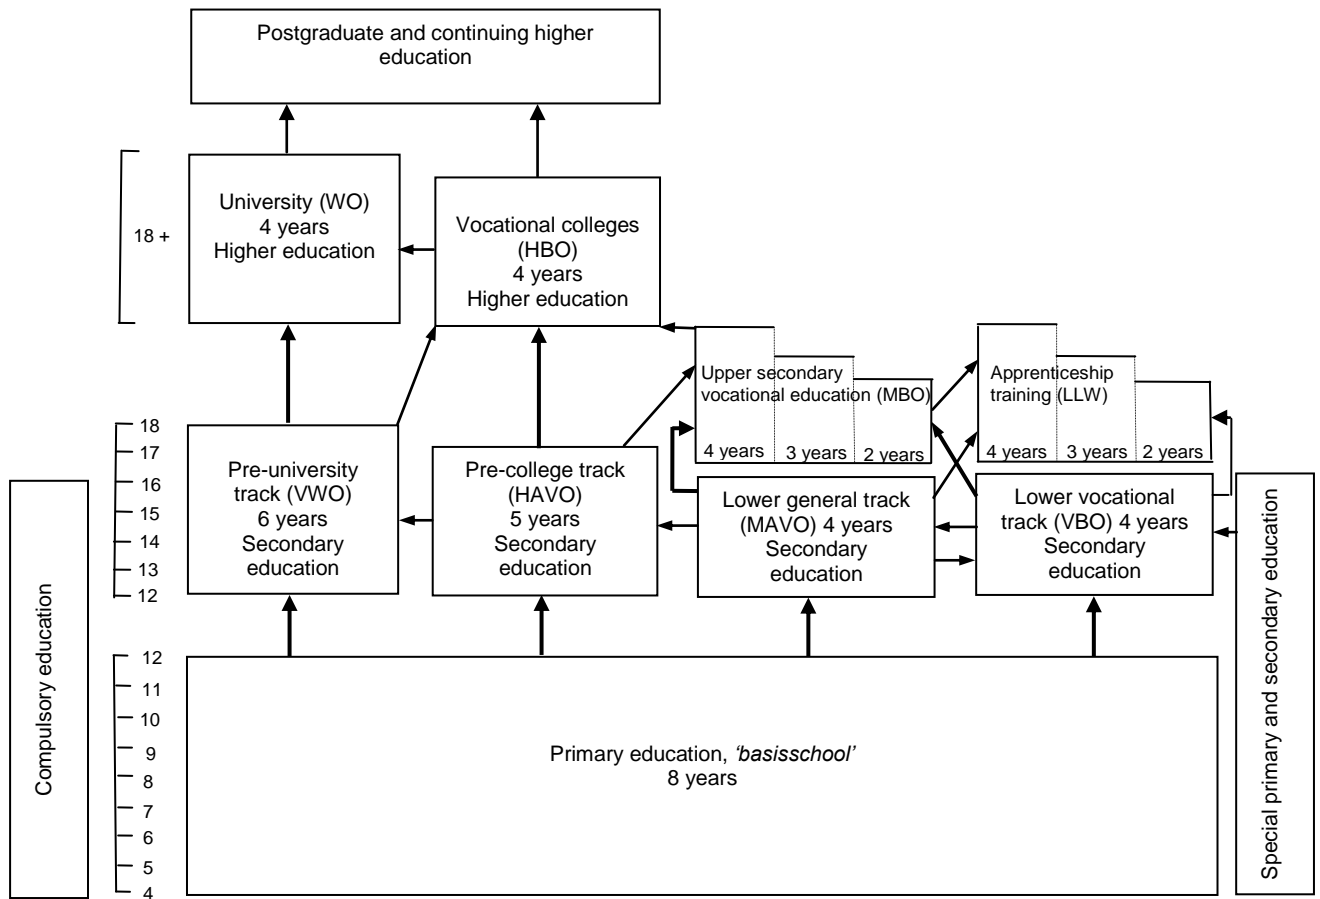 Postgraduate and continuing higher
education
University (WO)
4 years
Higher education
18 +
Vocational colleges
(HBO)
4 years
Higher education
Upper secondary
vocational education (MBO)
4 years
3 years
2 years
Apprenticeship
training (LLW)
4 years
3 years
2 years
18
17
16
15
14
13
12
Pre-university
track (VWO)
6 years
Secondary
education
Pre-college track
(HAVO)
5 years
Secondary
education
Lower general track
(MAVO) 4 years
Secondary
education
Lower vocational
track (VBO) 4 years
Secondary
education
Compulsory education
Special primary and secondary education
12
11
10
9
8
7
6
5
4
Primary education, ‘basisschool’
8 years